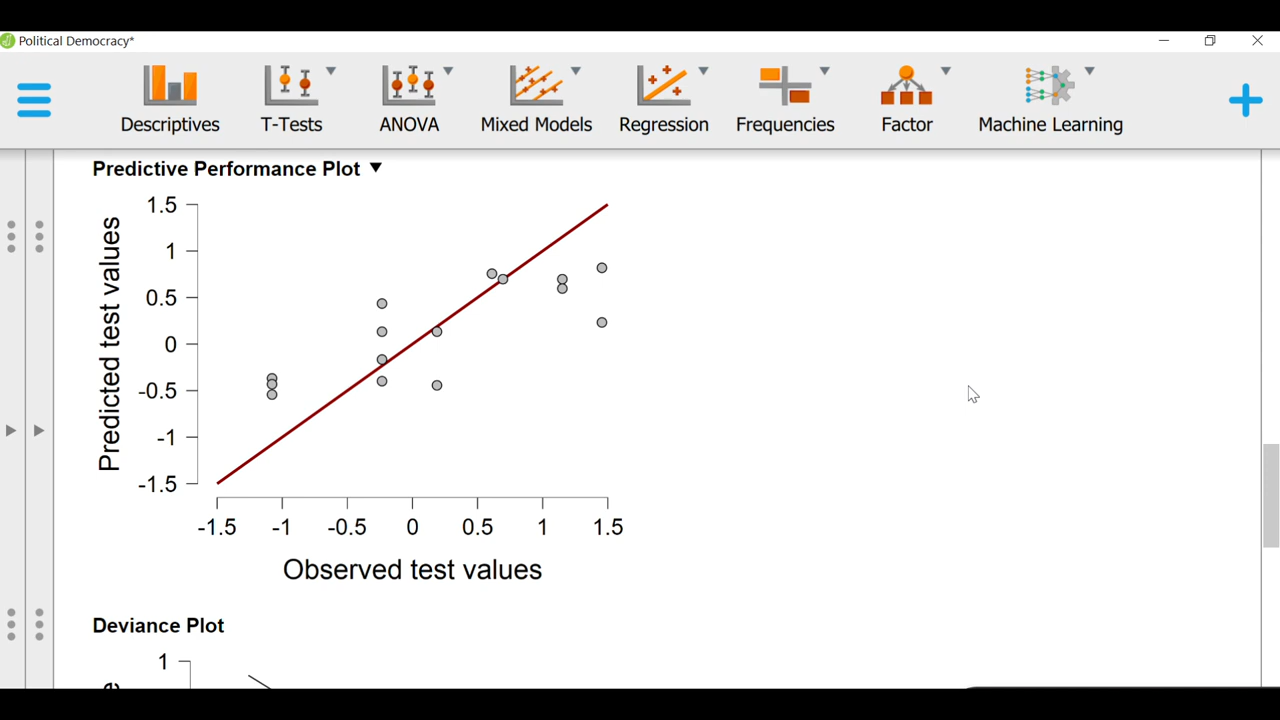 Political Democracy*
Descriptives T-Tests ANOVA Mixed Models Regression Frequencies Factor Machine Learning
Predictive Performance Plot
1.5
1
0.5
0
-0.5
-1
-1.5
Predicted test values
-1.5 -1 -0.5 0 0.5 1 1.5
Observed test values
Deviance Plot
1